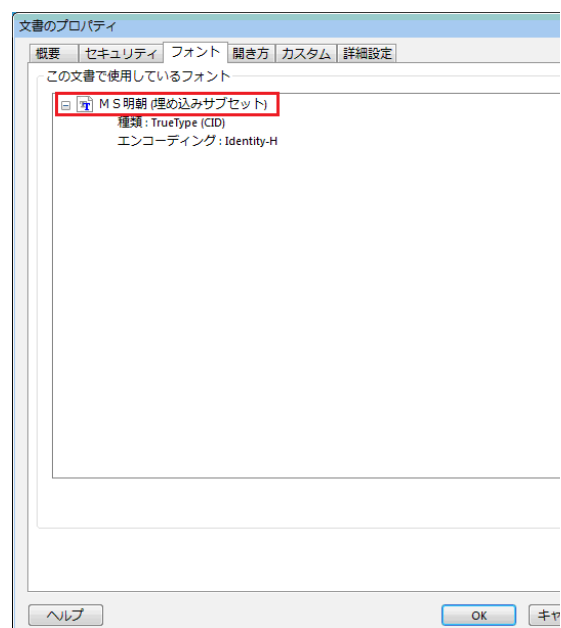 文書のプロパティ
概要 セキュリティ フォント 開き方 カスタム 詳細設定
この文書で使用しているフォント
ＭＳ明朝 (埋め込みサブセット)
種類 : TrueType (CID)
エンコーディング : Identity-H
ヘルプ OK キャ